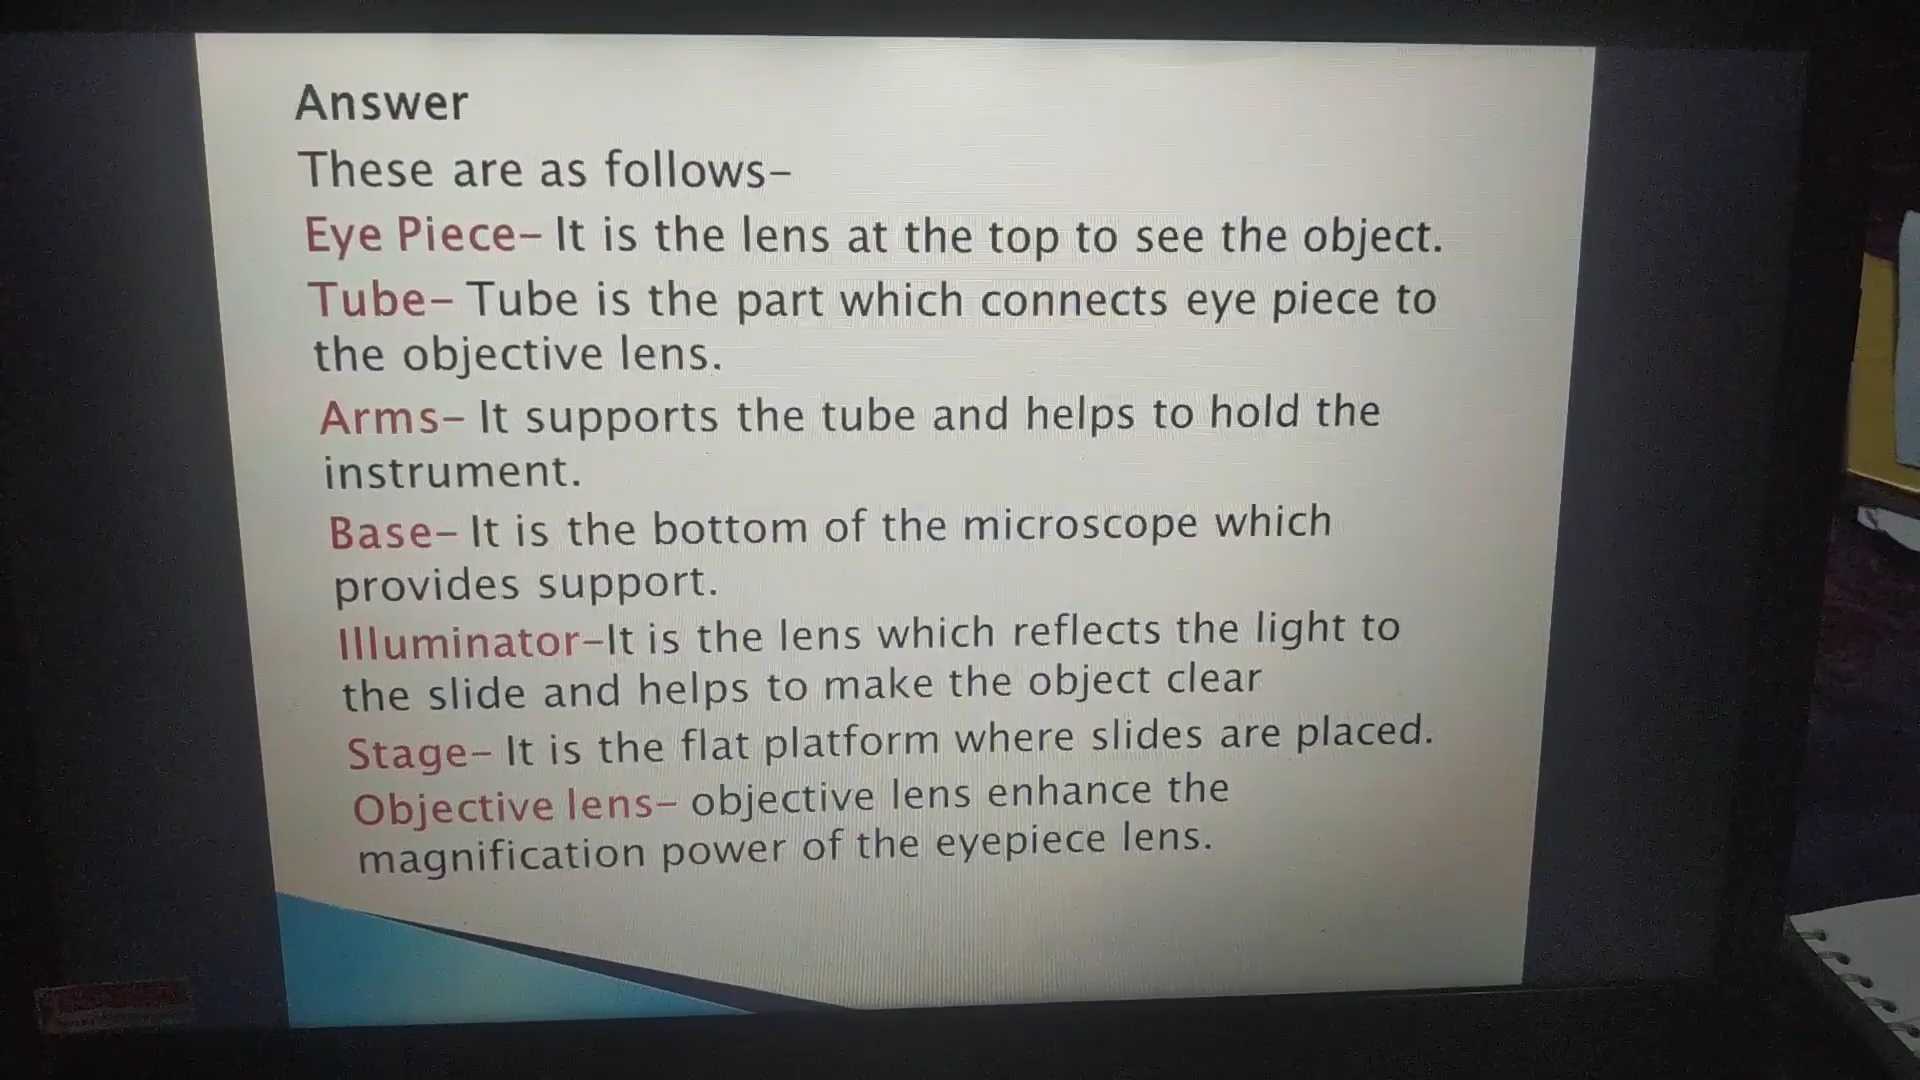 Answer
These are as follows-
Eye Piece- It is the lens at the top to see the object.
Tube- Tube is the part which connects eye piece to
the objective lens.
Arms- It supports the tube and helps to hold the
instrument.
Base- It is the bottom of the microscope which
provides support.
Illuminator-It is the lens which reflects the light to
the slide and helps to make the object clear
Stage- It is the flat platform where slides are placed.
Objective lens- objective lens enhance the
magnification power of the eyepiece lens.